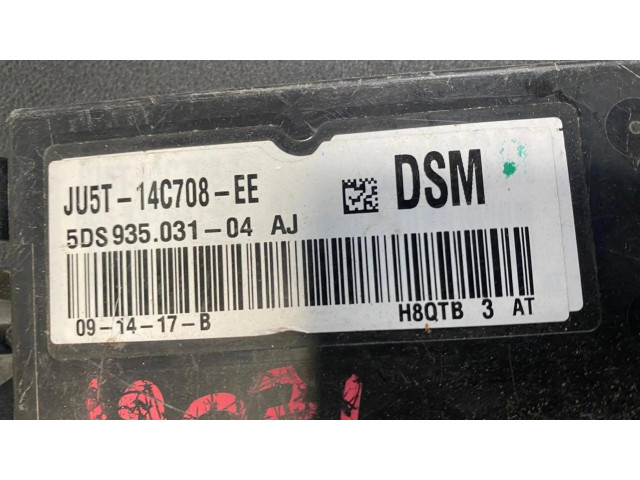 JU5T-14C708-EE
DSM
5DS 935.031-04 AJ
09-14-17-B
H8QTB 3 AT